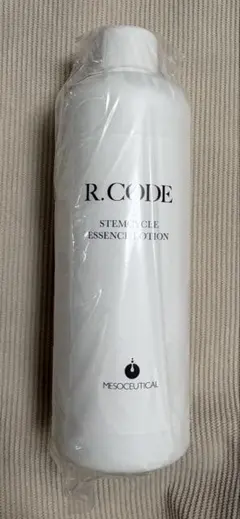 R.CODE
STEMCYCLE
ESSENCE LOTION
MESOCEUTICAL